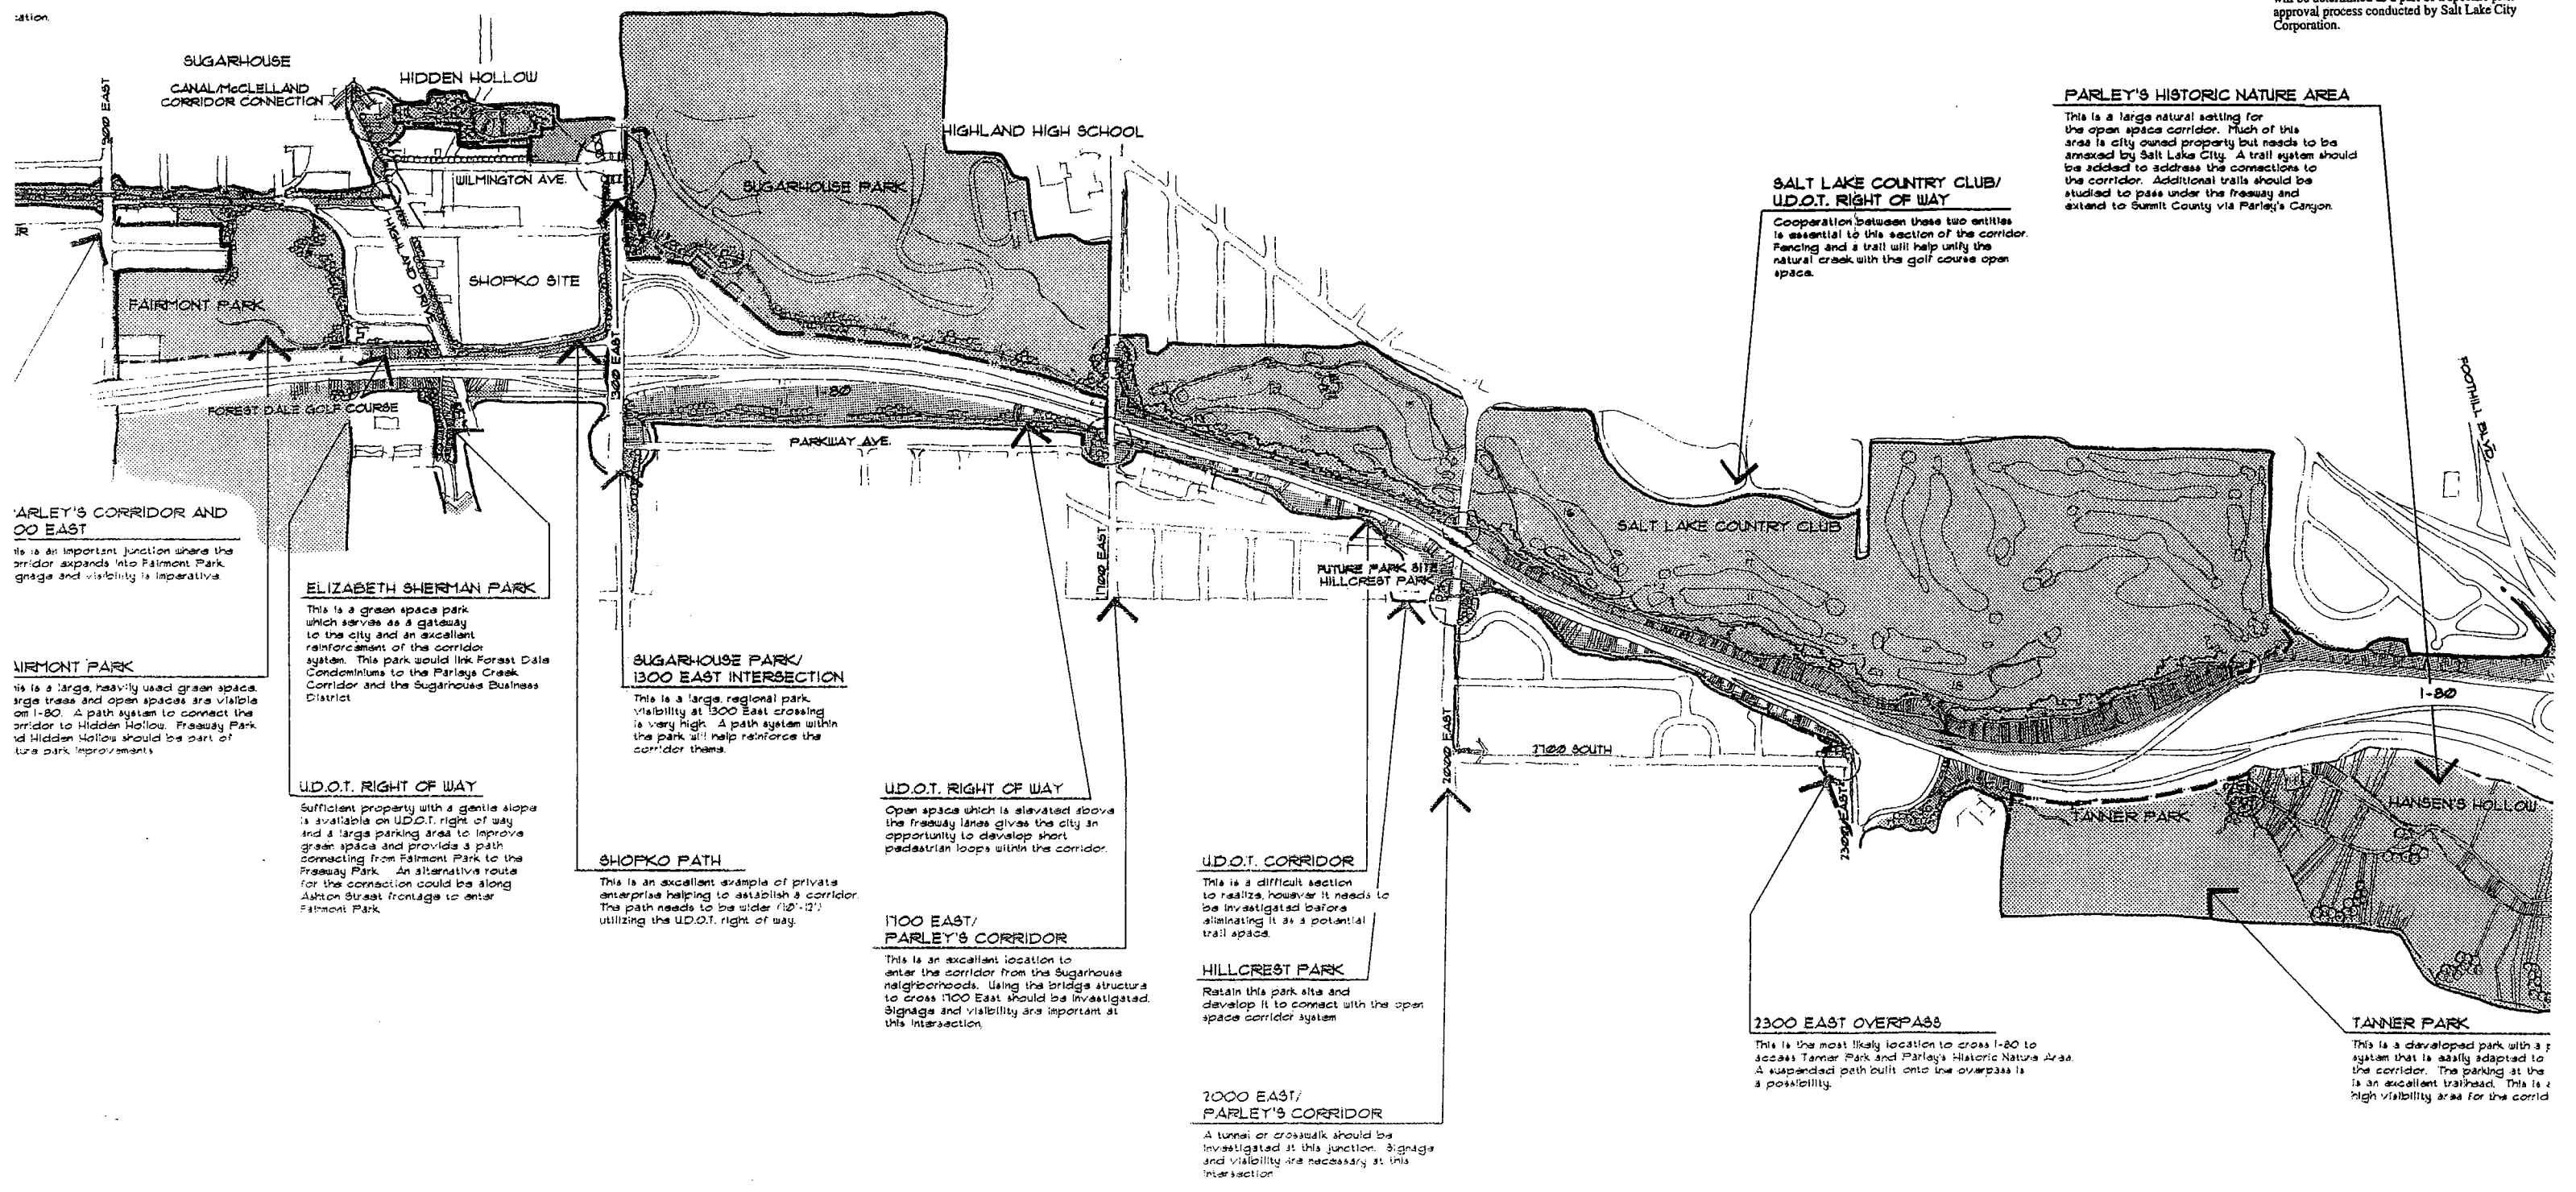 approval process conducted by Salt Lake City
Corporation.
SUGARHOUSE
CANAL/McCLELLAND
CORRIDOR CONNECTION
HIDDEN HOLLOW
WILMINGTON AVE.
HIGHLAND DRIVE
SHOPKO SITE
FAIRMONT PARK
FOREST DALE GOLF COURSE
1300 EAST
I-80
PARKWAY AVE.
SUGARHOUSE PARK
HIGHLAND HIGH SCHOOL
1700 EAST
FUTURE PARK SITE
HILLCREST PARK
2000 EAST
2700 SOUTH
2300 EAST
SALT LAKE COUNTRY CLUB
FOOTHILL BLVD.
I-80
HANSEN'S HOLLOW
TANNER PARK
PARLEY'S HISTORIC NATURE AREA
This is a large natural setting for
the open space corridor. Much of this
area is city owned property but needs to be
annexed by Salt Lake City. A trail system should
be added to address the connections to
the corridor. Additional trails should be
studied to pass under the freeway and
extend to Summit County via Parley's Canyon.
SALT LAKE COUNTRY CLUB/
U.D.O.T. RIGHT OF WAY
Cooperation between these two entities
is essential to this section of the corridor.
Fencing and a trail will help unify the
natural creek with the golf course open
space.
ARLEY'S CORRIDOR AND
00 EAST
is is an important junction where the
orridor expands into Fairmont Park.
gnage and visibility is imperative.
AIRMONT PARK
is is a large, heavily used green space.
arge trees and open spaces are visible
om I-80. A path system to connect the
orridor to Hidden Hollow. Freeway Park
d Hidden Hollow should be part of
ture park improvements
ELIZABETH SHERMAN PARK
This is a green space park
which serves as a gateway
to the city and an excellent
reinforcement of the corridor
system. This park would link Forest Dale
Condominiums to the Parleys Creek
Corridor and the Sugarhouse Business
District
U.D.O.T. RIGHT OF WAY
Sufficient property with a gentle slope
is available on U.D.O.T. right of way
and a large parking area to improve
green space and provide a path
connecting from Fairmont Park to the
Freeway Park. An alternative route
for the connection could be along
Ashton Street frontage to enter
Fairmont Park
SUGARHOUSE PARK/
1300 EAST INTERSECTION
This is a large, regional park.
Visibility at 1300 East crossing
is very high. A path system within
the park will help reinforce the
corridor theme.
SHOPKO PATH
This is an excellent example of private
enterprise helping to establish a corridor.
The path needs to be wider (10'-12')
utilizing the U.D.O.T. right of way.
U.D.O.T. RIGHT OF WAY
Open space which is elevated above
the freeway lanes gives the city an
opportunity to develop short
pedestrian loops within the corridor.
1700 EAST/
PARLEY'S CORRIDOR
This is an excellent location to
enter the corridor from the Sugarhouse
neighborhoods. Using the bridge structure
to cross 1700 East should be investigated.
Signage and visibility are important at
this intersection.
U.D.O.T. CORRIDOR
This is a difficult section
to realize, however it needs to
be investigated before
eliminating it as a potential
trail space.
HILLCREST PARK
Retain this park site and
develop it to connect with the open
space corridor system
2000 EAST/
PARLEY'S CORRIDOR
A tunnel or crosswalk should be
investigated at this junction. Signage
and visibility are necessary at this
intersection
2300 EAST OVERPASS
This is the most likely location to cross I-80 to
access Tanner Park and Parley's Historic Nature Area.
A suspended path built onto the overpass is
a possibility.
TANNER PARK
This is a developed park with a p
system that is easily adapted to
the corridor. The parking at the
is an excellent trailhead. This is a
high visibility area for the corrid